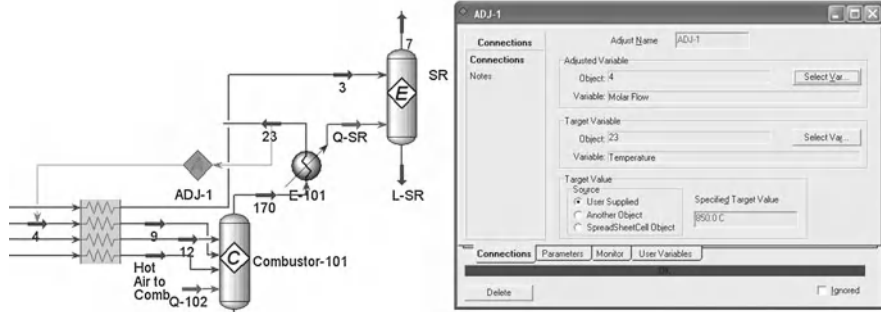 7
SR
E
3
23
Q-SR
A
ADJ-1
E-101
L-SR
170
4
9
12
C
Combustor-101
Hot
Air to
Comb
Q-102
ADJ-1
Connections
Connections
Notes
Adjust Name ADJ-1
Adjusted Variable
Object: 4 Select Var...
Variable: Molar Flow
Target Variable
Object: 23 Select Var...
Variable: Temperature
Target Value
Source
User Supplied
Another Object
SpreadSheetCell Object
Specified Target Value
850.0 C
Connections Parameters Monitor User Variables
OK
Delete Ignored